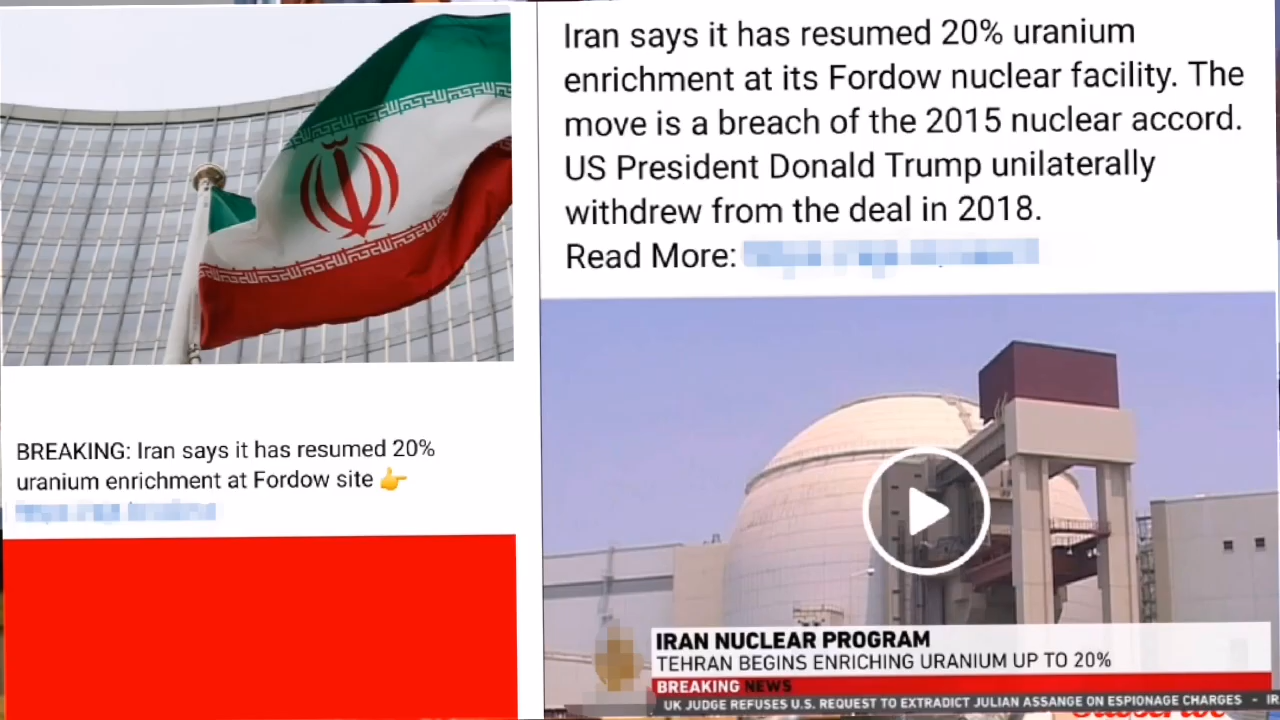 BREAKING: Iran says it has resumed 20%
uranium enrichment at Fordow site 👉
Iran says it has resumed 20% uranium
enrichment at its Fordow nuclear facility. The
move is a breach of the 2015 nuclear accord.
US President Donald Trump unilaterally
withdrew from the deal in 2018.
Read More:
IRAN NUCLEAR PROGRAM
TEHRAN BEGINS ENRICHING URANIUM UP TO 20%
BREAKING NEWS
UK JUDGE REFUSES U.S. REQUEST TO EXTRADICT JULIAN ASSANGE ON ESPIONAGE CHARGES - IR